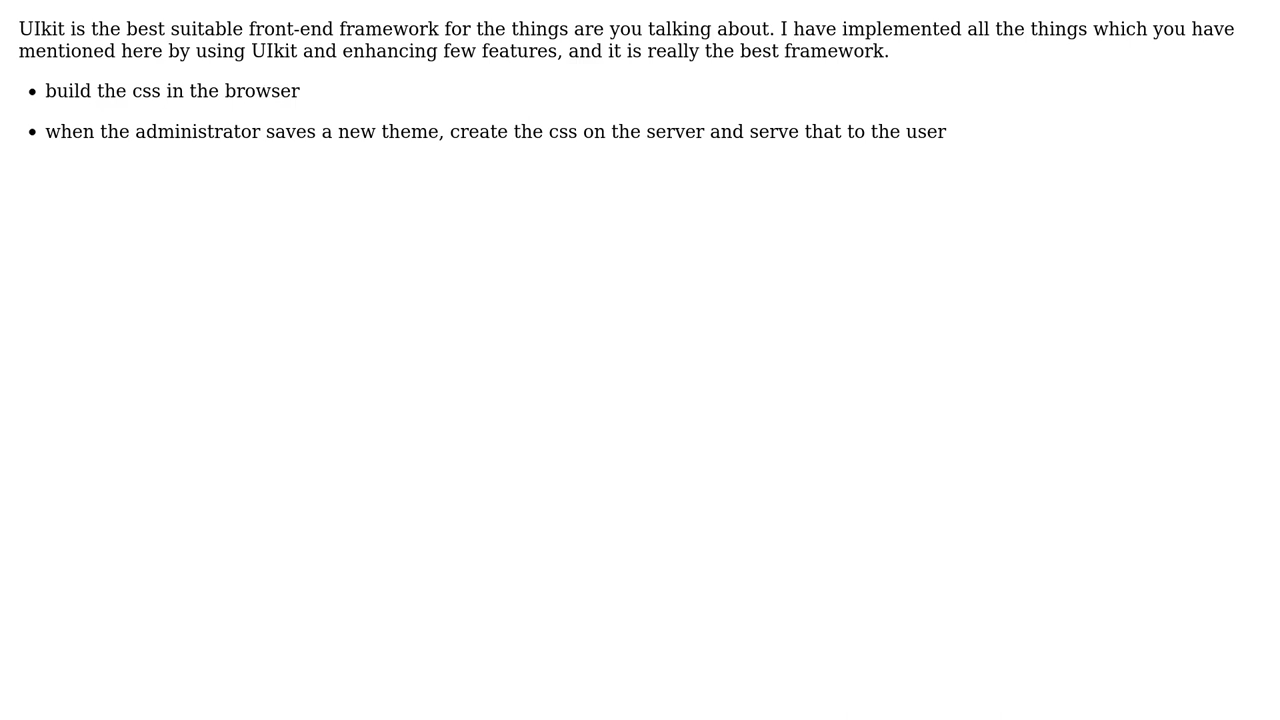 UIkit is the best suitable front-end framework for the things are you talking about. I have implemented all the things which you have
mentioned here by using UIkit and enhancing few features, and it is really the best framework.
• build the css in the browser
• when the administrator saves a new theme, create the css on the server and serve that to the user